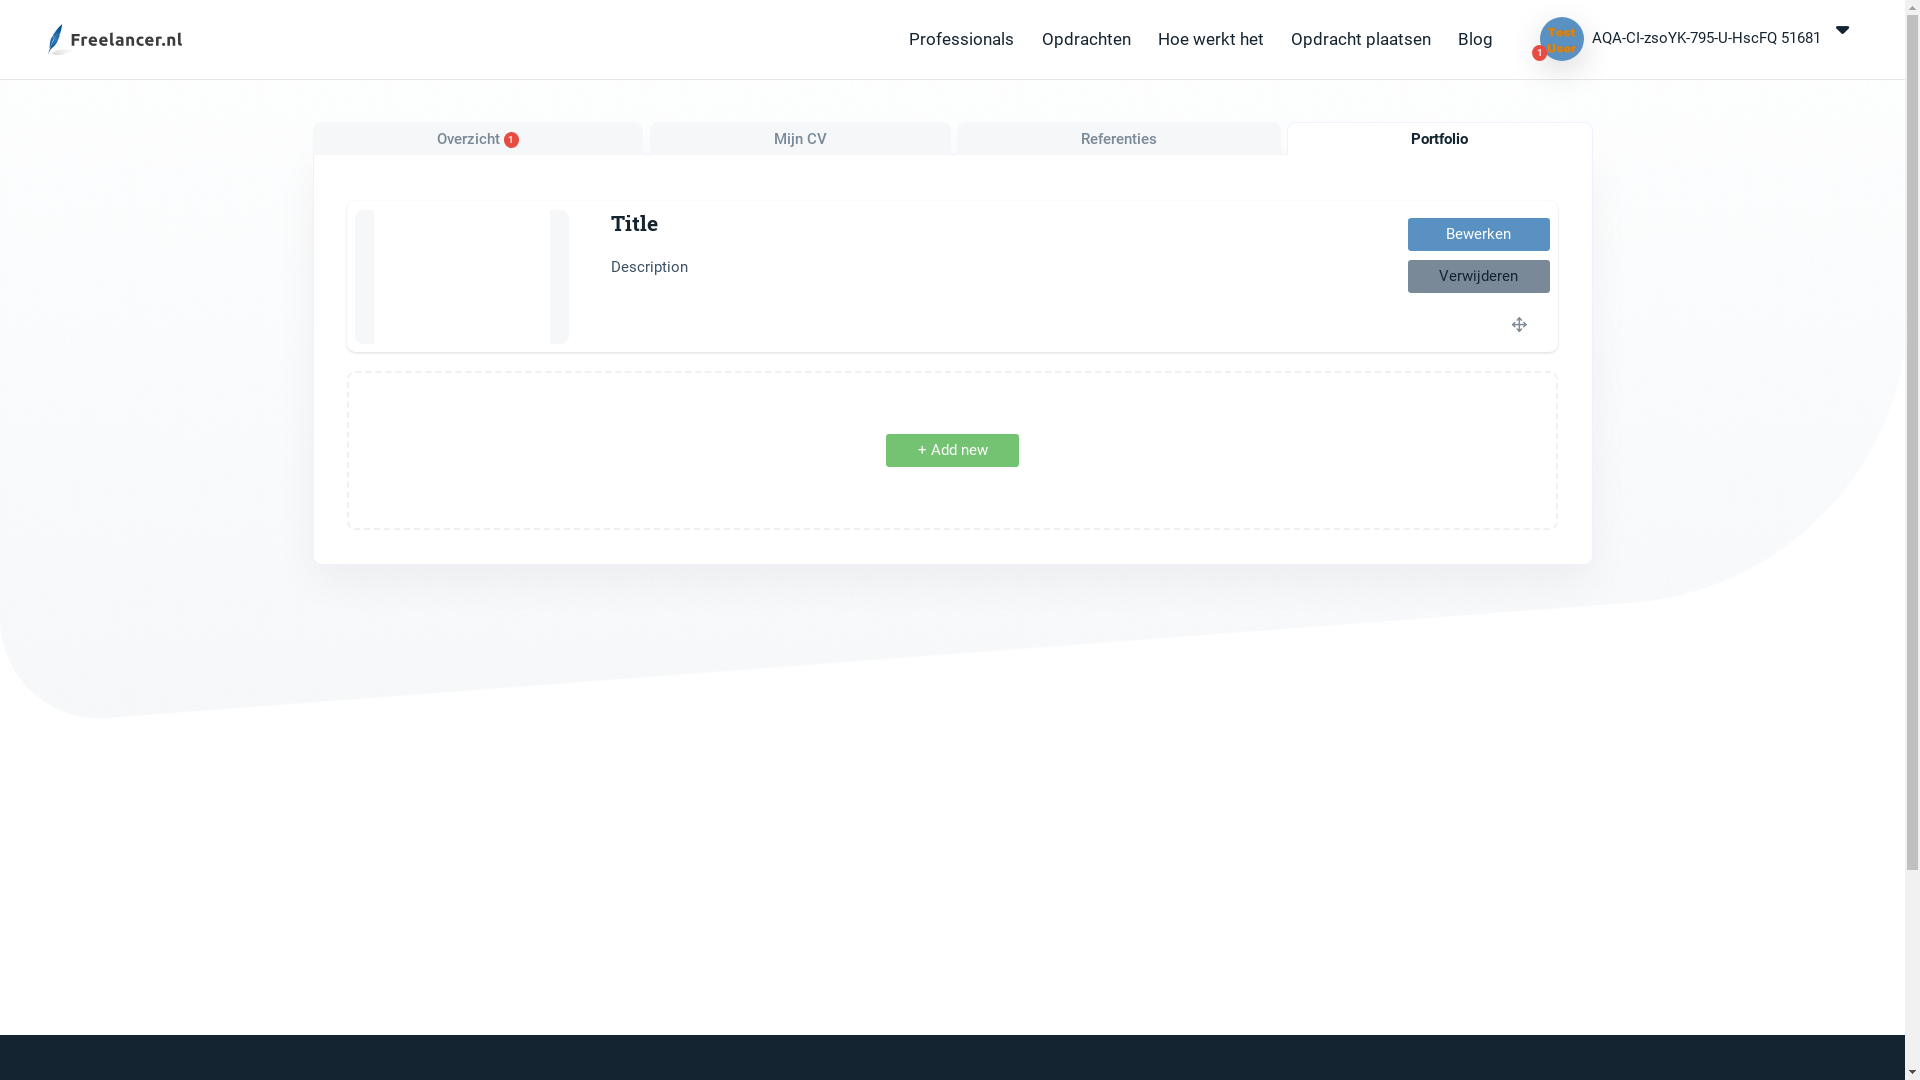 Freelancer.nl
Professionals Opdrachten Hoe werkt het Opdracht plaatsen Blog
Test
User
1
AQA-CI-zsoYK-795-U-HscFQ 51681
Overzicht 1
Mijn CV
Referenties
Portfolio
Title
Description
Bewerken
Verwijderen
+ Add new